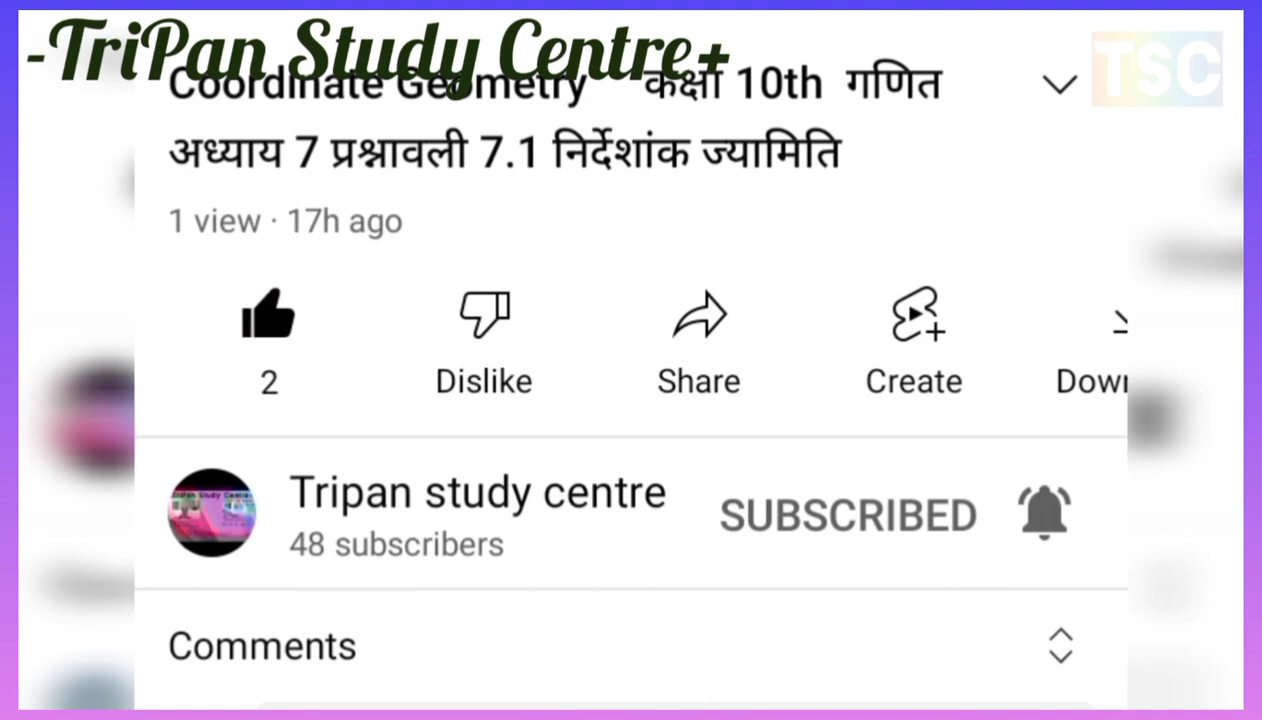 -TriPan Study Centre+
TSC
Coordinate Geometry कक्षा 10th गणित
अध्याय 7 प्रश्नावली 7.1 निर्देशांक ज्यामिति
1 view · 17h ago
2 Dislike Share Create Down
Tripan study centre
SUBSCRIBED
48 subscribers
Comments